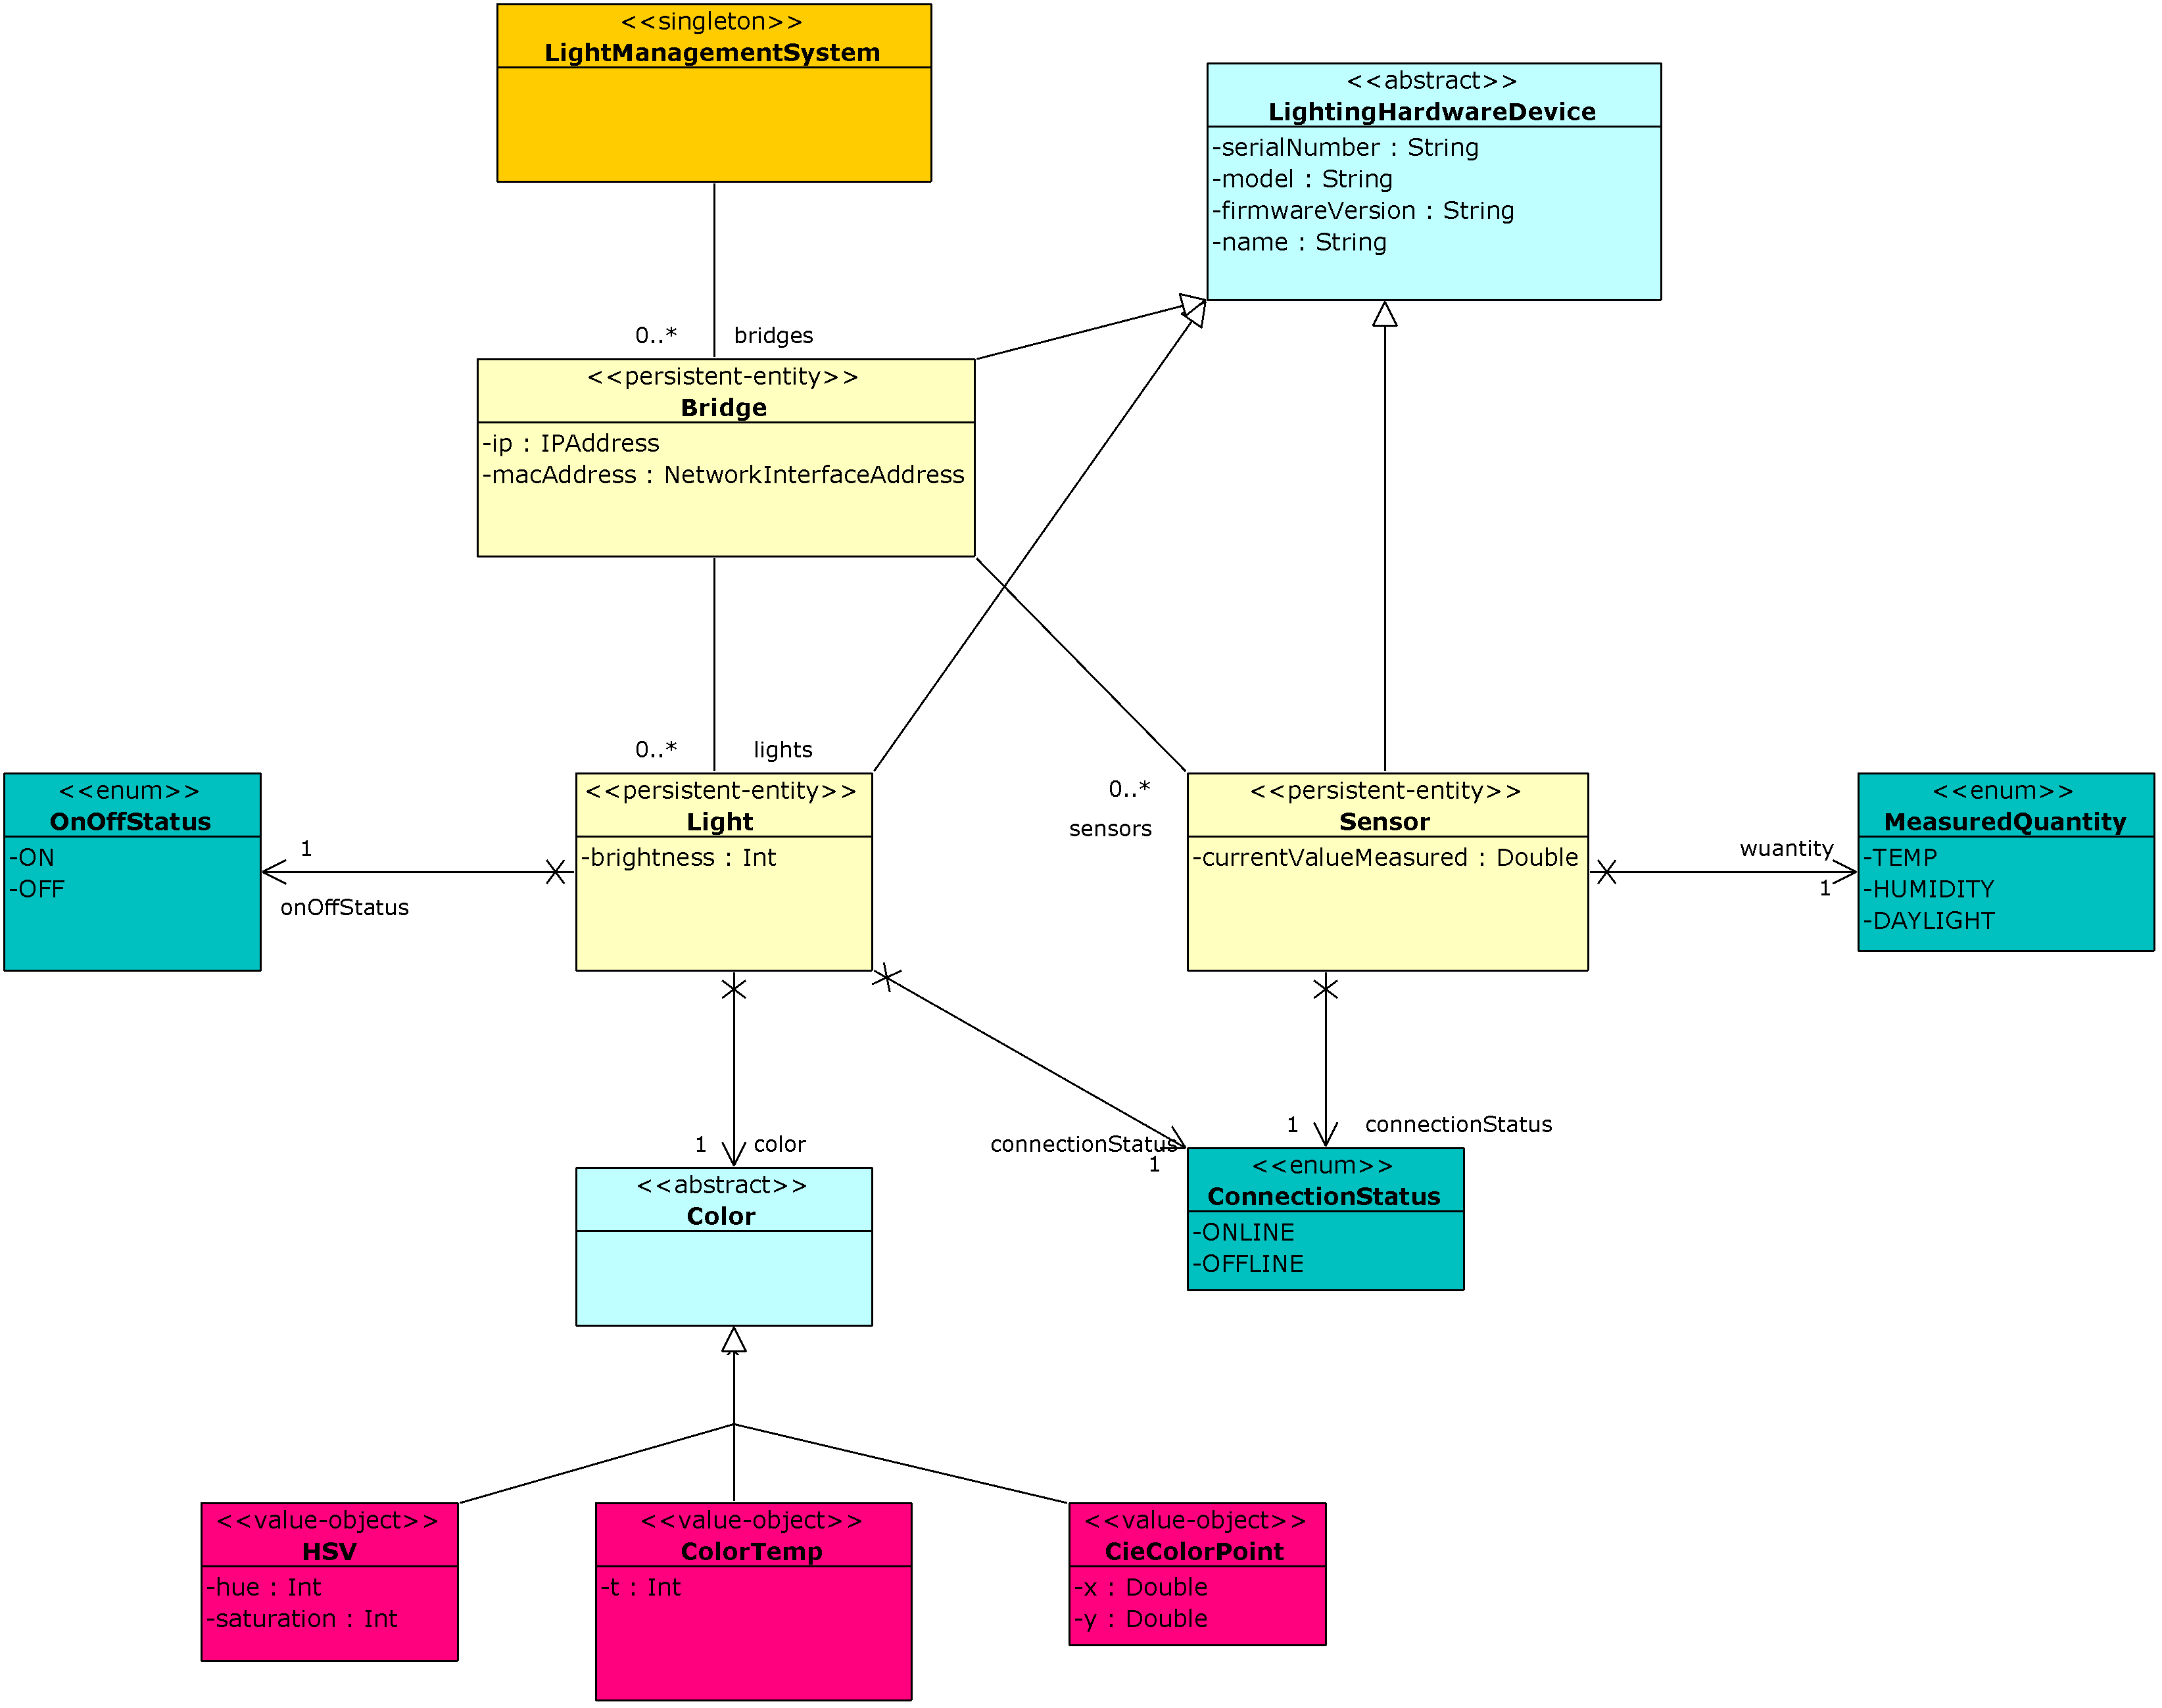 <<singleton>>
LightManagementSystem
<<abstract>>
LightingHardwareDevice
-serialNumber : String
-model : String
-firmwareVersion : String
-name : String
0..*
bridges
<<persistent-entity>>
Bridge
-ip : IPAddress
-macAddress : NetworkInterfaceAddress
0..*
lights
<<enum>>
OnOffStatus
-ON
-OFF
1
onOffStatus
<<persistent-entity>>
Light
-brightness : Int
0..*
sensors
<<persistent-entity>>
Sensor
-currentValueMeasured : Double
wuantity
1
<<enum>>
MeasuredQuantity
-TEMP
-HUMIDITY
-DAYLIGHT
1
color
connectionStatus
1
1
connectionStatus
<<abstract>>
Color
<<enum>>
ConnectionStatus
-ONLINE
-OFFLINE
<<value-object>>
HSV
-hue : Int
-saturation : Int
<<value-object>>
ColorTemp
-t : Int
<<value-object>>
CieColorPoint
-x : Double
-y : Double